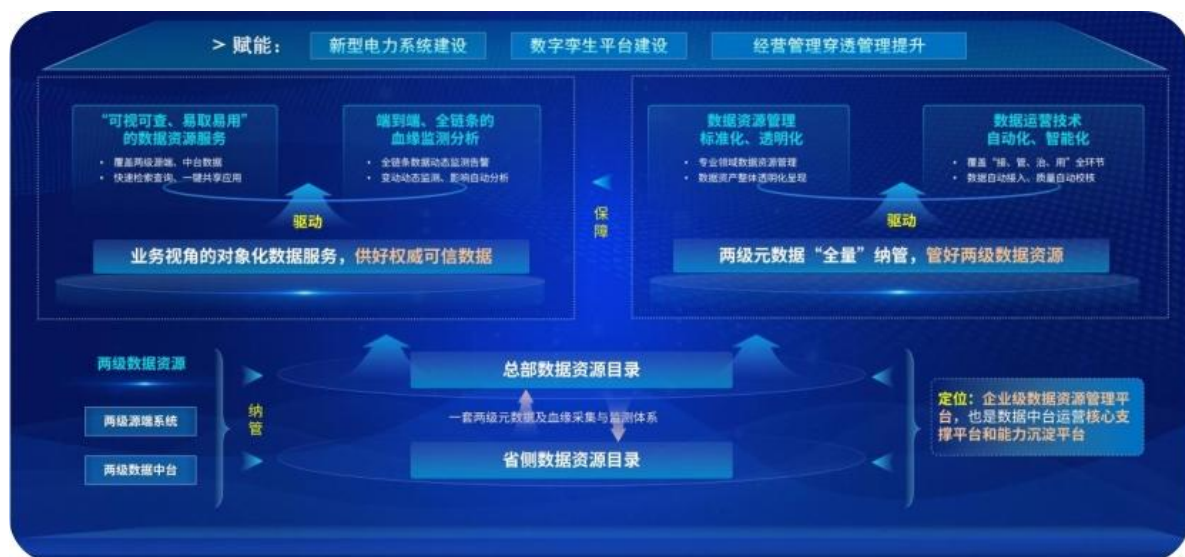 > 赋能：
新型电力系统建设
数字孪生平台建设
经营管理穿透管理提升
“可视可查、易取易用”
的数据资源服务
• 覆盖两级源端、中台数据
• 快速检索查询、一键共享应用
端到端、全链条的
血缘监测分析
• 全链条数据动态监测告警
• 变动动态监测、影响自动分析
驱动
业务视角的对象化数据服务，供好权威可信数据
保
障
数据资源管理
标准化、透明化
• 专业领域数据资源管理
• 数据资产整体透明化呈现
数据运营技术
自动化、智能化
• 覆盖“接、管、治、用”全环节
• 数据自动接入、质量自动校核
驱动
两级元数据“全量”纳管，管好两级数据资源
两级数据资源
两级源端系统
两级数据中台
纳
管
总部数据资源目录
一套两级元数据及血缘采集与监测体系
省侧数据资源目录
定位：企业级数据资源管理平
台，也是数据中台运营核心支
撑平台和能力沉淀平台